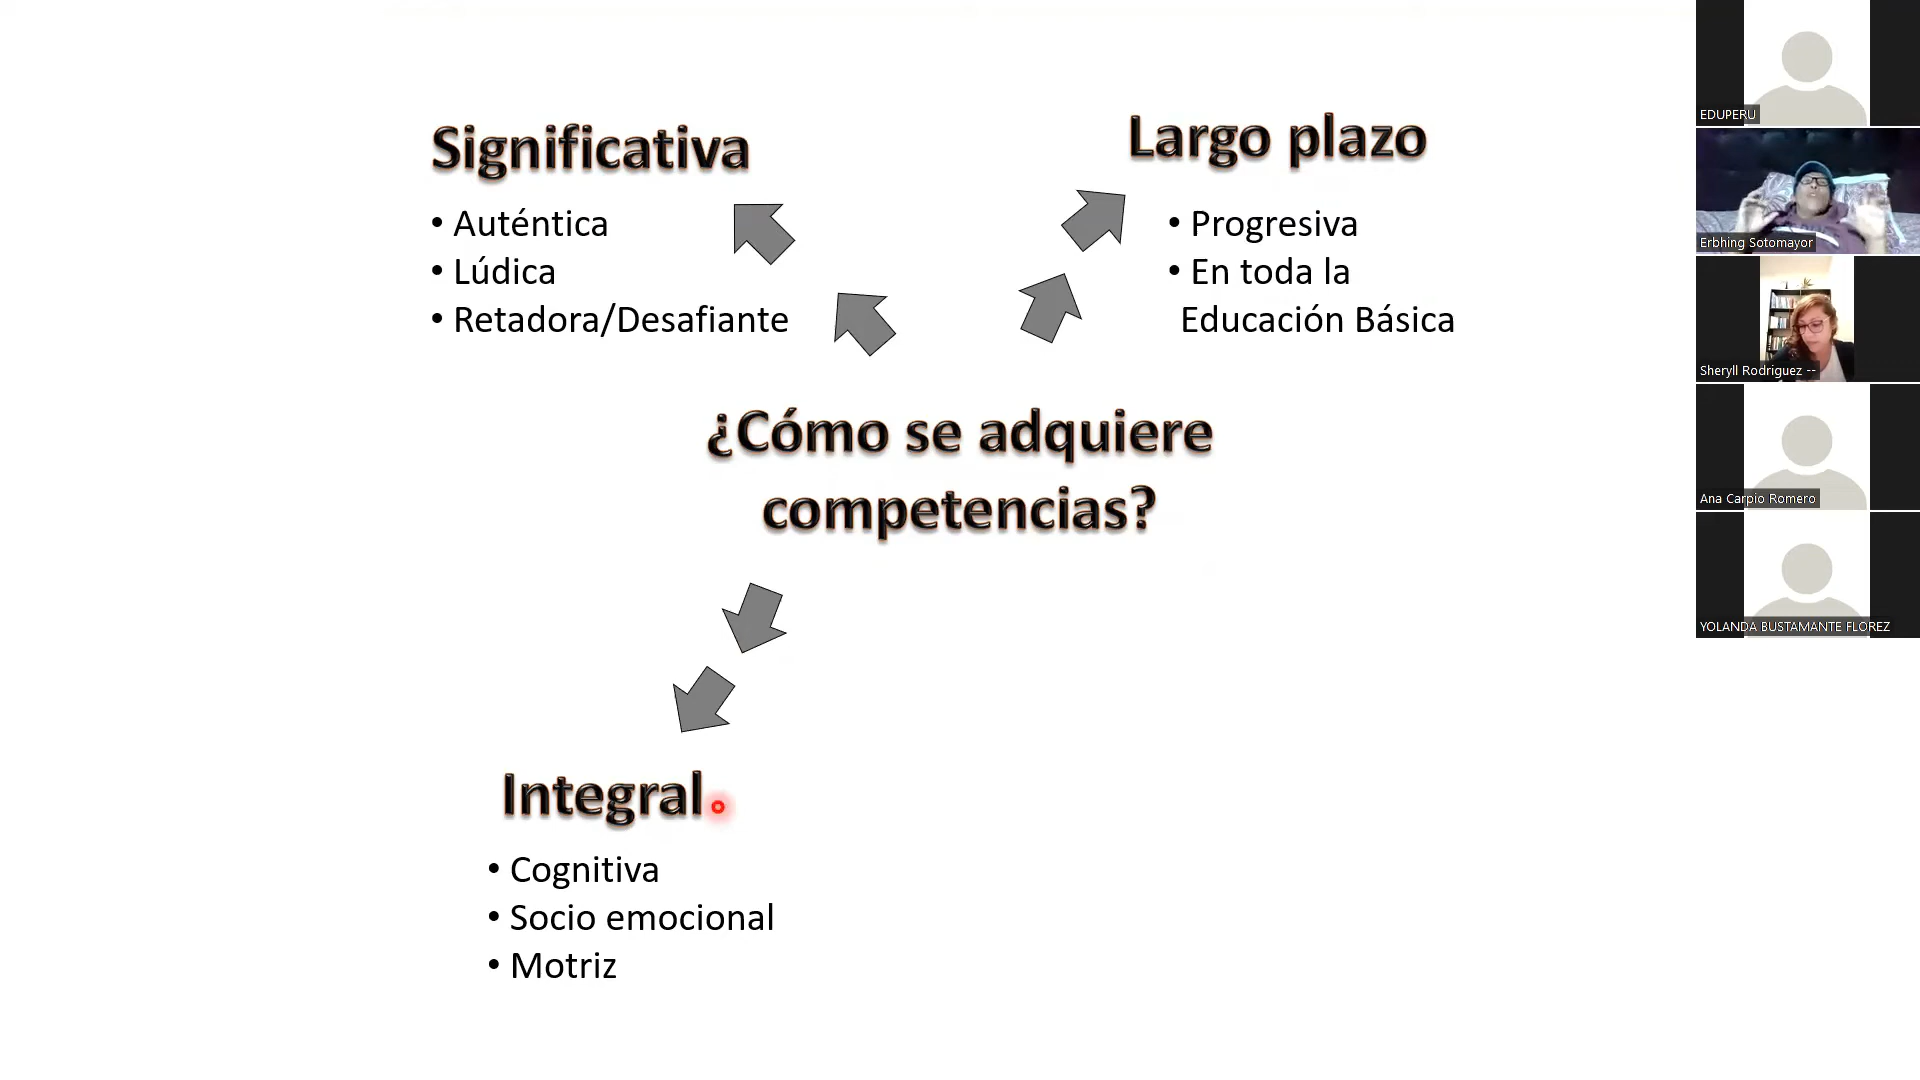 Significativa
• Auténtica
• Lúdica
• Retadora/Desafiante
Largo plazo
• Progresiva
• En toda la
Educación Básica
¿Cómo se adquiere
competencias?
Integral
• Cognitiva
• Socio emocional
• Motriz
EDUPERU
Erbhing Sotomayor
Sheryll Rodriguez --
Ana Carpio Romero
YOLANDA BUSTAMANTE FLOREZ